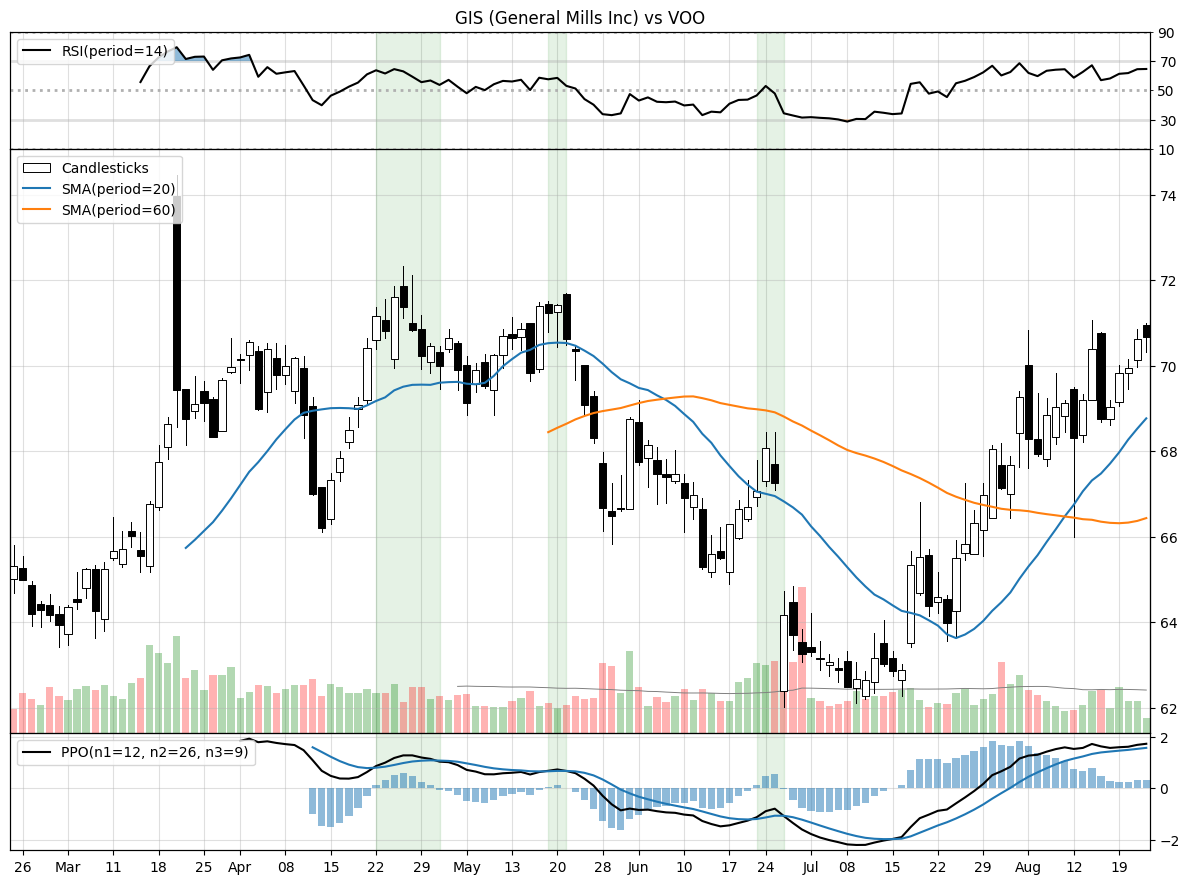 GIS (General Mills Inc) vs VOO
RSI(period=14)
90
70
50
30
10
Candlesticks
SMA(period=20)
SMA(period=60)
74
72
70
68
66
64
62
PPO(n1=12, n2=26, n3=9)
2
0
−2
26 Mar 11 18 25 Apr 08 15 22 29 May 13 20 28 Jun 10 17 24 Jul 08 15 22 29 Aug 12 19